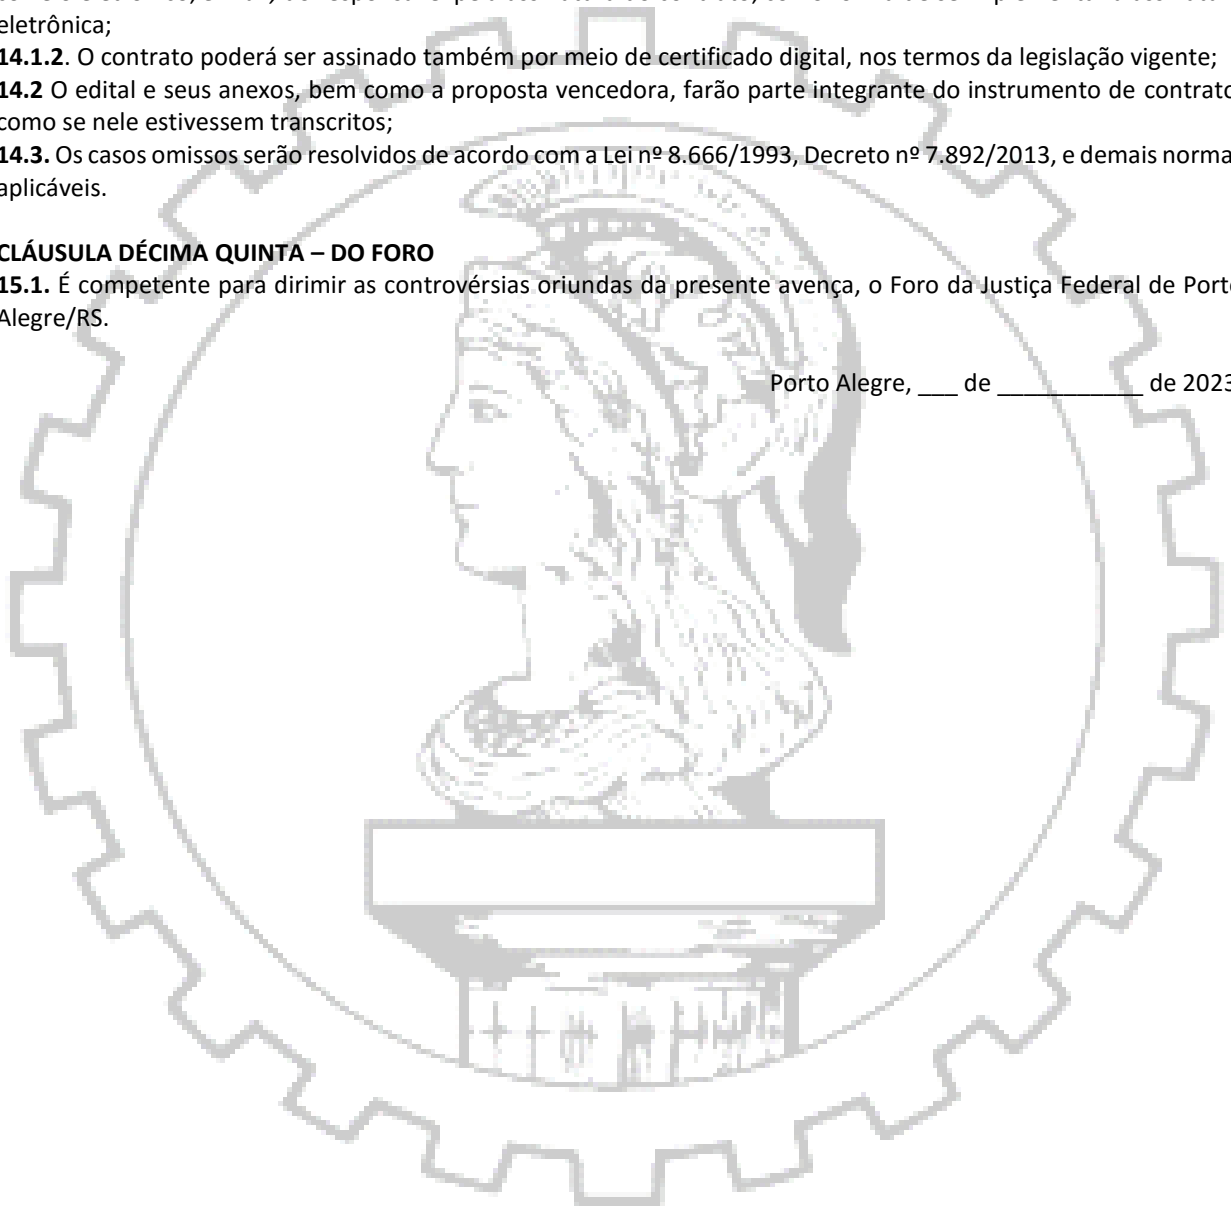 eletrônica;
14.1.2. O contrato poderá ser assinado também por meio de certificado digital, nos termos da legislação vigente;
14.2 O edital e seus anexos, bem como a proposta vencedora, farão parte integrante do instrumento de contrato
como se nele estivessem transcritos;
14.3. Os casos omissos serão resolvidos de acordo com a Lei nº 8.666/1993, Decreto nº 7.892/2013, e demais norma
aplicáveis.
CLÁUSULA DÉCIMA QUINTA – DO FORO
15.1. É competente para dirimir as controvérsias oriundas da presente avença, o Foro da Justiça Federal de Porto
Alegre/RS.
Porto Alegre, ___ de ___________ de 2023